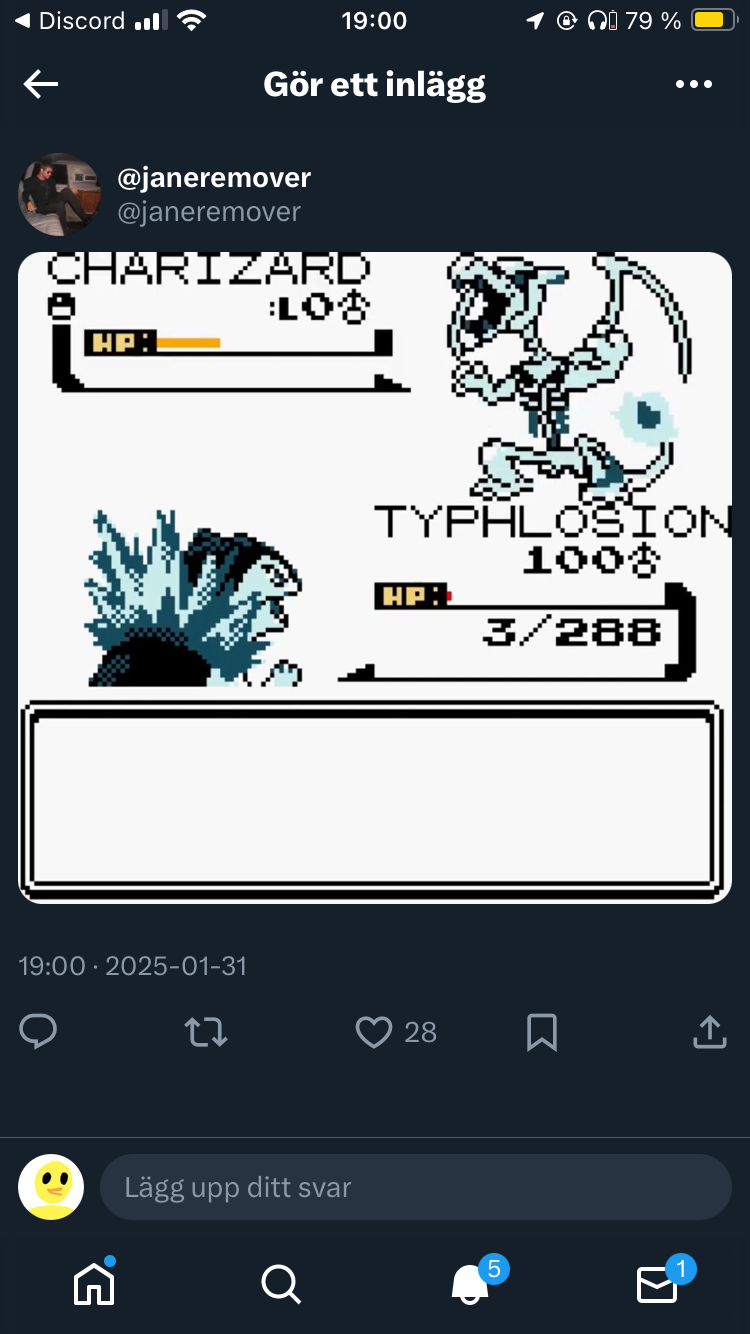 Discord 19:00 79 %
Gör ett inlägg
@janeremover
@janeremover
CHARIZARD
:L0♂
HP:
TYPHLOSION
100♂
HP:
3/288
19:00 · 2025-01-31
28
Lägg upp ditt svar
5
1